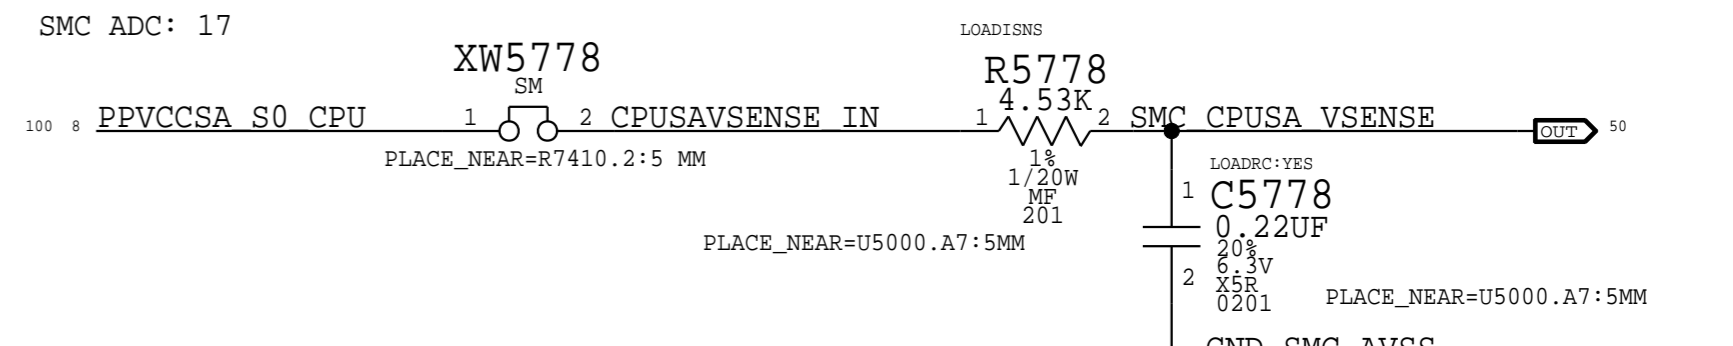 SMC ADC: 17
LOADISNS
XW5778
SM
R5778
4.53K
100 8 PPVCCSA_S0_CPU 1 2 CPUSAVSENSE_IN 1 2 SMC_CPUSA_VSENSE OUT 50
PLACE_NEAR=R7410.2:5 MM
1%
1/20W
MF
201
PLACE_NEAR=U5000.A7:5MM
LOADRC:YES
1 C5778
0.22UF
20%
6.3V
2 X5R
0201
PLACE_NEAR=U5000.A7:5MM
GND_SMC_AVSS